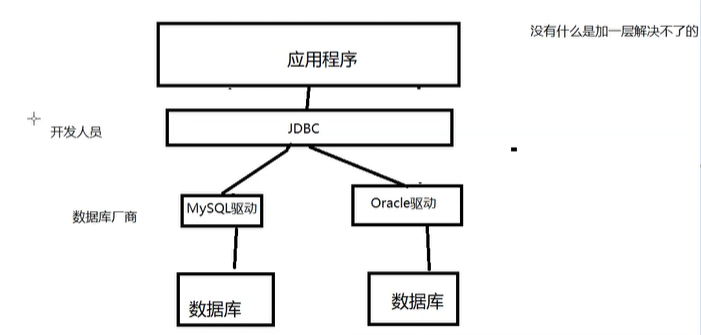 没有什么是加一层解决不了的
应用程序
JDBC
开发人员
MySQL驱动
Oracle驱动
数据库厂商
数据库
数据库